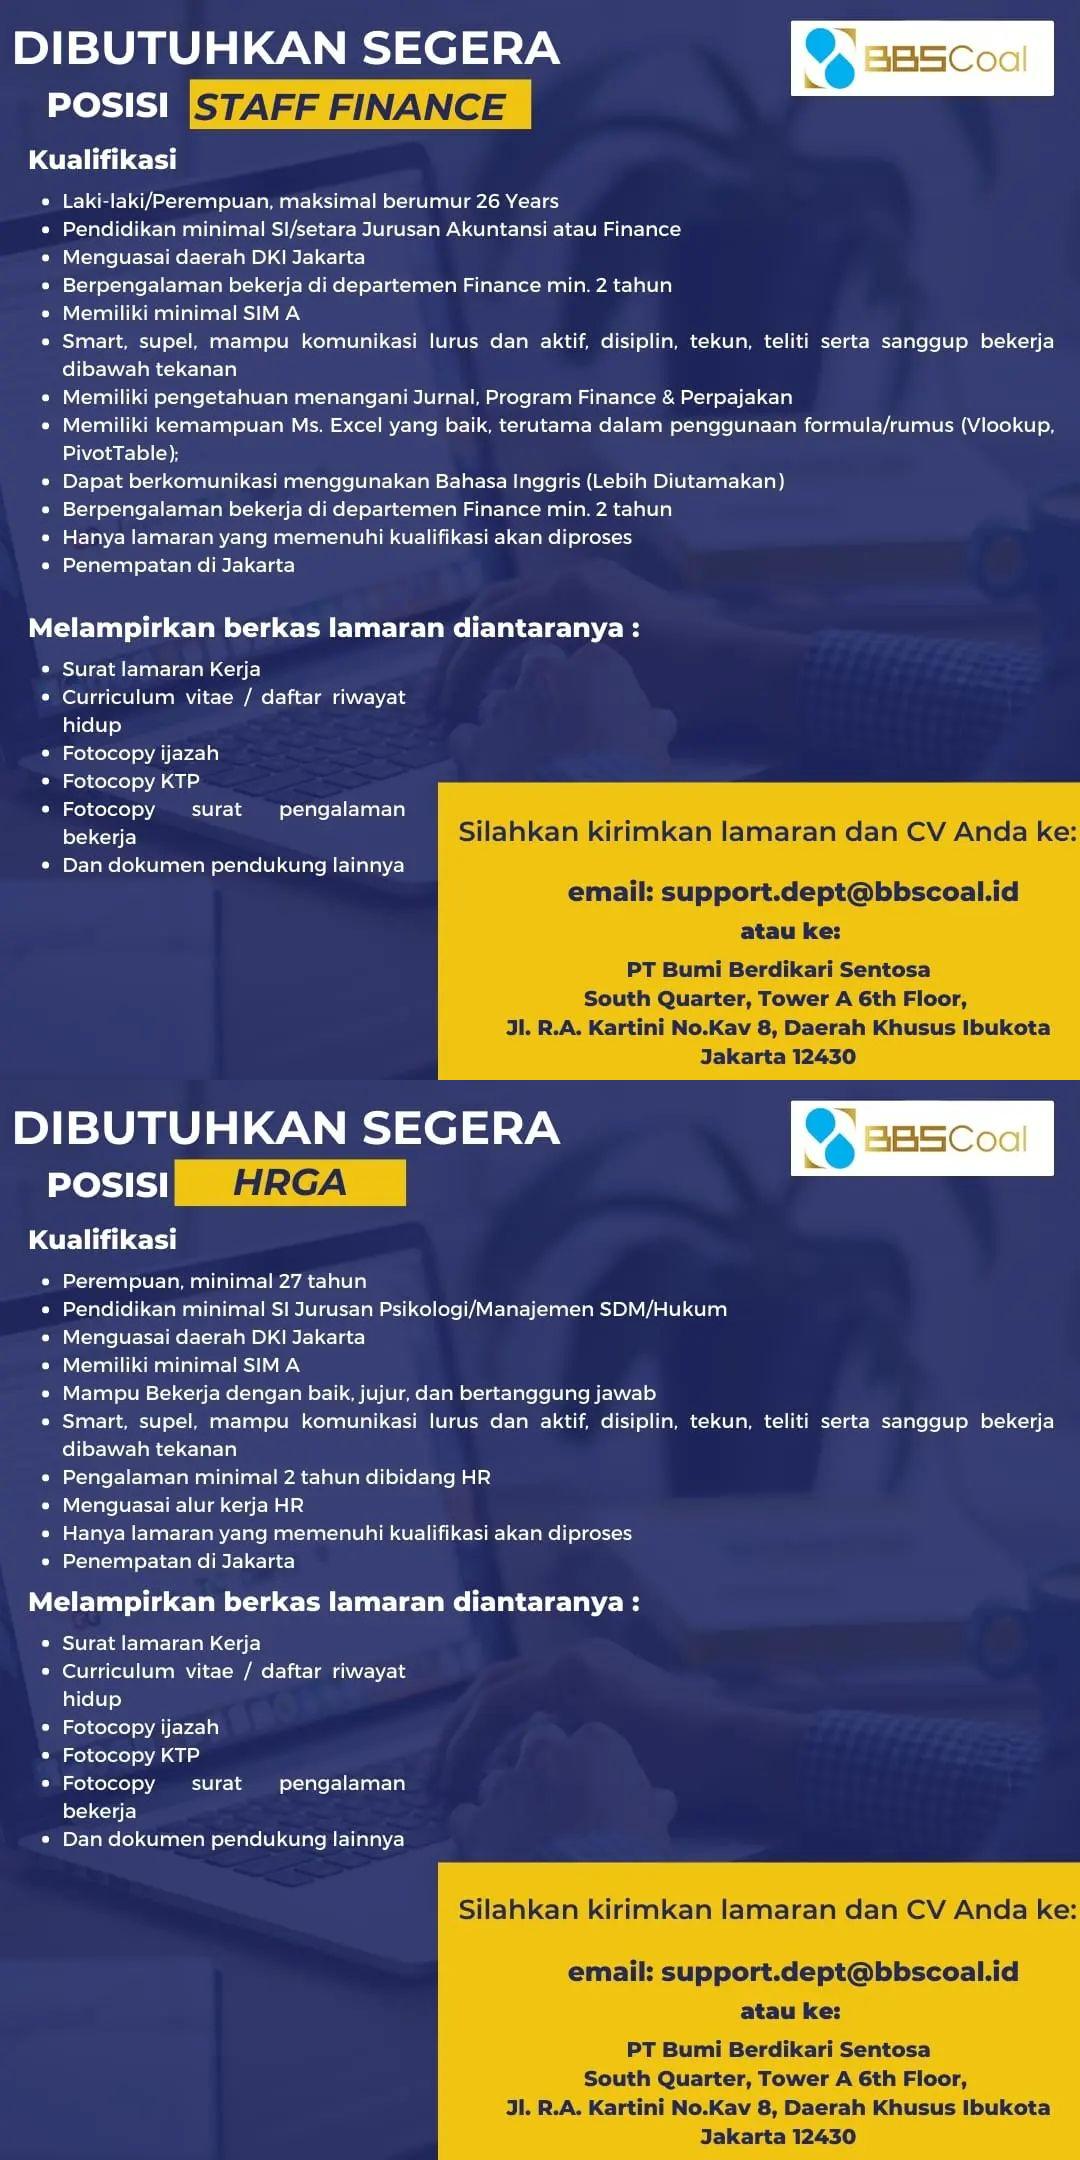 DIBUTUHKAN SEGERA
BBSCoal
POSISI STAFF FINANCE
Kualifikasi
• Laki-laki/Perempuan, maksimal berumur 26 Years
• Pendidikan minimal SI/setara Jurusan Akuntansi atau Finance
• Menguasai daerah DKI Jakarta
• Berpengalaman bekerja di departemen Finance min. 2 tahun
• Memiliki minimal SIM A
• Smart, supel, mampu komunikasi lurus dan aktif, disiplin, tekun, teliti serta sanggup bekerja
dibawah tekanan
• Memiliki pengetahuan menangani Jurnal, Program Finance & Perpajakan
• Memiliki kemampuan Ms. Excel yang baik, terutama dalam penggunaan formula/rumus (Vlookup,
PivotTable);
• Dapat berkomunikasi menggunakan Bahasa Inggris (Lebih Diutamakan)
• Berpengalaman bekerja di departemen Finance min. 2 tahun
• Hanya lamaran yang memenuhi kualifikasi akan diproses
• Penempatan di Jakarta
Melampirkan berkas lamaran diantaranya :
• Surat lamaran Kerja
• Curriculum vitae / daftar riwayat
hidup
• Fotocopy ijazah
• Fotocopy KTP
• Fotocopy surat pengalaman
bekerja
• Dan dokumen pendukung lainnya
Silahkan kirimkan lamaran dan CV Anda ke:
email: support.dept@bbscoal.id
atau ke:
PT Bumi Berdikari Sentosa
South Quarter, Tower A 6th Floor,
Jl. R.A. Kartini No.Kav 8, Daerah Khusus Ibukota
Jakarta 12430
DIBUTUHKAN SEGERA
BBSCoal
POSISI HRGA
Kualifikasi
• Perempuan, minimal 27 tahun
• Pendidikan minimal SI Jurusan Psikologi/Manajemen SDM/Hukum
• Menguasai daerah DKI Jakarta
• Memiliki minimal SIM A
• Mampu Bekerja dengan baik, jujur, dan bertanggung jawab
• Smart, supel, mampu komunikasi lurus dan aktif, disiplin, tekun, teliti serta sanggup bekerja
dibawah tekanan
• Pengalaman minimal 2 tahun dibidang HR
• Menguasai alur kerja HR
• Hanya lamaran yang memenuhi kualifikasi akan diproses
• Penempatan di Jakarta
Melampirkan berkas lamaran diantaranya :
• Surat lamaran Kerja
• Curriculum vitae / daftar riwayat
hidup
• Fotocopy ijazah
• Fotocopy KTP
• Fotocopy surat pengalaman
bekerja
• Dan dokumen pendukung lainnya
Silahkan kirimkan lamaran dan CV Anda ke:
email: support.dept@bbscoal.id
atau ke:
PT Bumi Berdikari Sentosa
South Quarter, Tower A 6th Floor,
Jl. R.A. Kartini No.Kav 8, Daerah Khusus Ibukota
Jakarta 12430